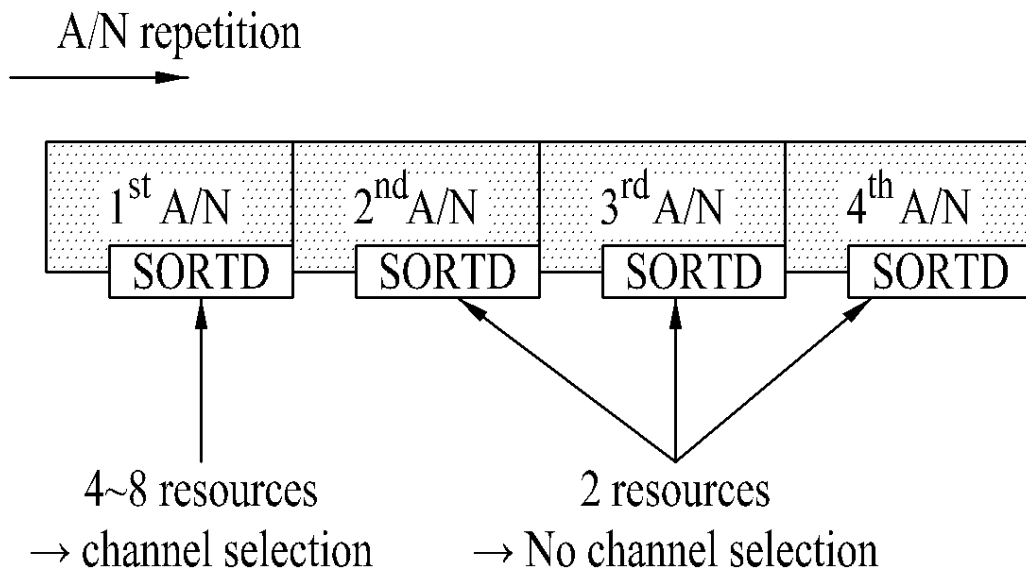 A/N repetition
1st A/N 2nd A/N 3rd A/N 4th A/N
SORTD SORTD SORTD SORTD
4~8 resources 2 resources
→ channel selection → No channel selection